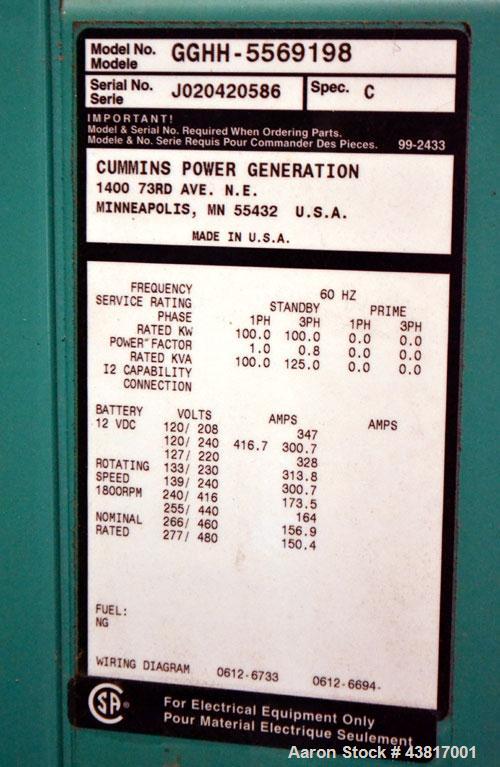 Model No. GGHH-5569198
Modele
Serial No. J020420586 Spec. C
Serie
IMPORTANT!
Model & Serial No. Required When Ordering Parts.
Modele & No. Serie Requis Pour Commander Des Pieces. 99-2433
CUMMINS POWER GENERATION
1400 73RD AVE. N.E.
MINNEAPOLIS, MN 55432 U.S.A.
MADE IN U.S.A.
FREQUENCY 60 HZ
SERVICE RATING STANDBY PRIME
PHASE 1PH 3PH 1PH 3PH
RATED KW 100.0 100.0 0.0 0.0
POWER FACTOR 1.0 0.8 0.0 0.0
RATED KVA 100.0 125.0 0.0 0.0
I2 CAPABILITY
CONNECTION
BATTERY VOLTS AMPS AMPS
12 VDC 120/ 208 347
120/ 240 416.7 300.7
127/ 220 328
ROTATING 133/ 230 313.8
SPEED 139/ 240 300.7
1800RPM 240/ 416 173.5
255/ 440 164
NOMINAL 266/ 460 156.9
RATED 277/ 480 150.4
FUEL:
NG
WIRING DIAGRAM 0612-6733 0612-6694-
CSA ®
For Electrical Equipment Only
Pour Material Electrique Seulement
Aaron Stock # 43817001